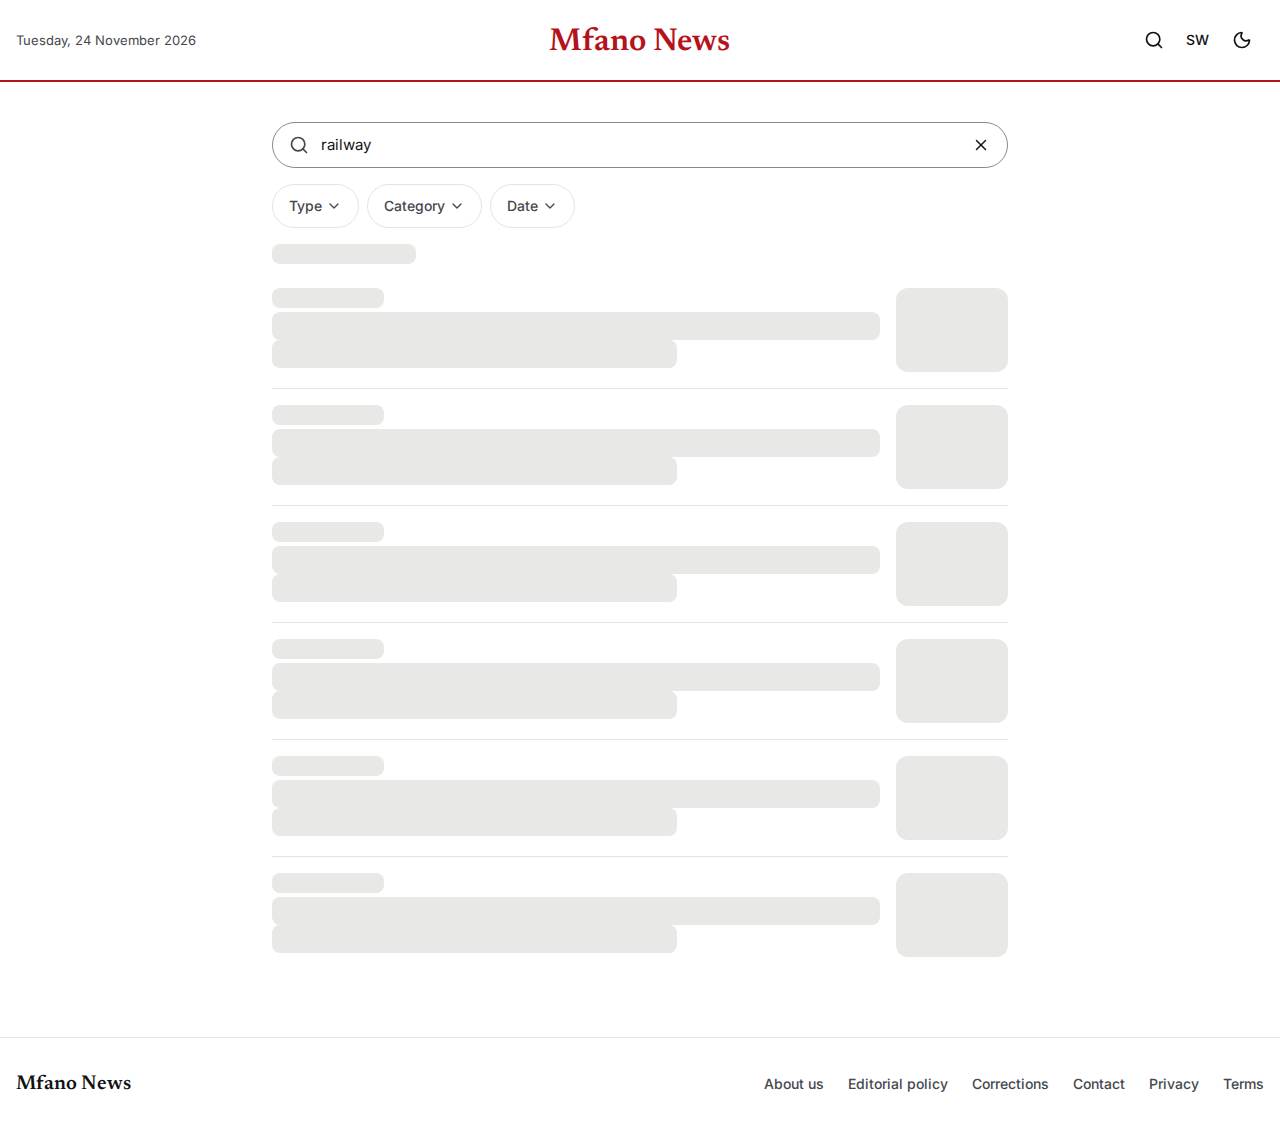 Tuesday, 24 November 2026
Mfano News
SW
railway
Type
Category
Date
Mfano News
About us
Editorial policy
Corrections
Contact
Privacy
Terms